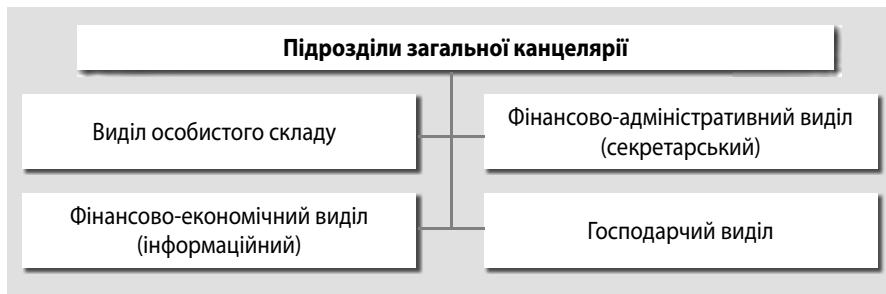 Підрозділи загальної канцелярії
Виділ особистого складу
Фінансово-адміністративний виділ
(секретарський)
Фінансово-економічний виділ
(інформаційний)
Господарчий виділ